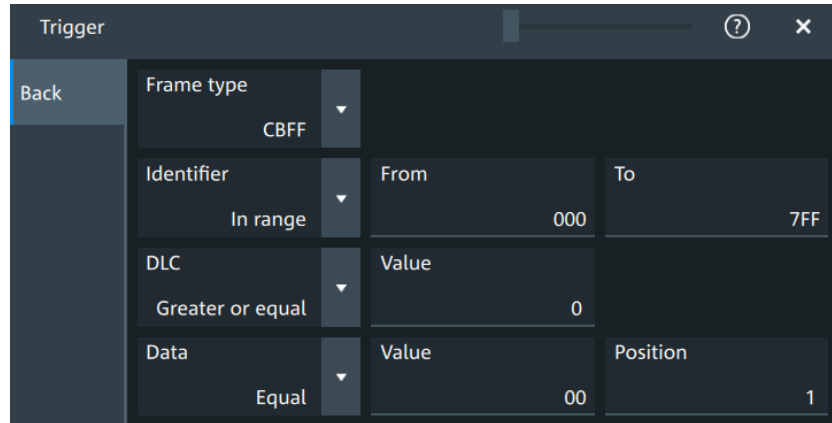 Trigger
?
Back
Frame type
CBFF
Identifier
In range
From
000
To
7FF
DLC
Greater or equal
Value
0
Data
Equal
Value
00
Position
1